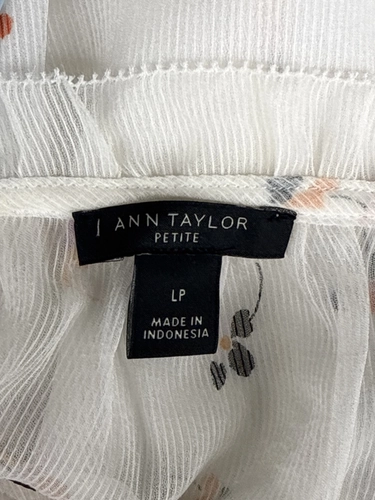 ANN TAYLOR
PETITE
LP
MADE IN
INDONESIA